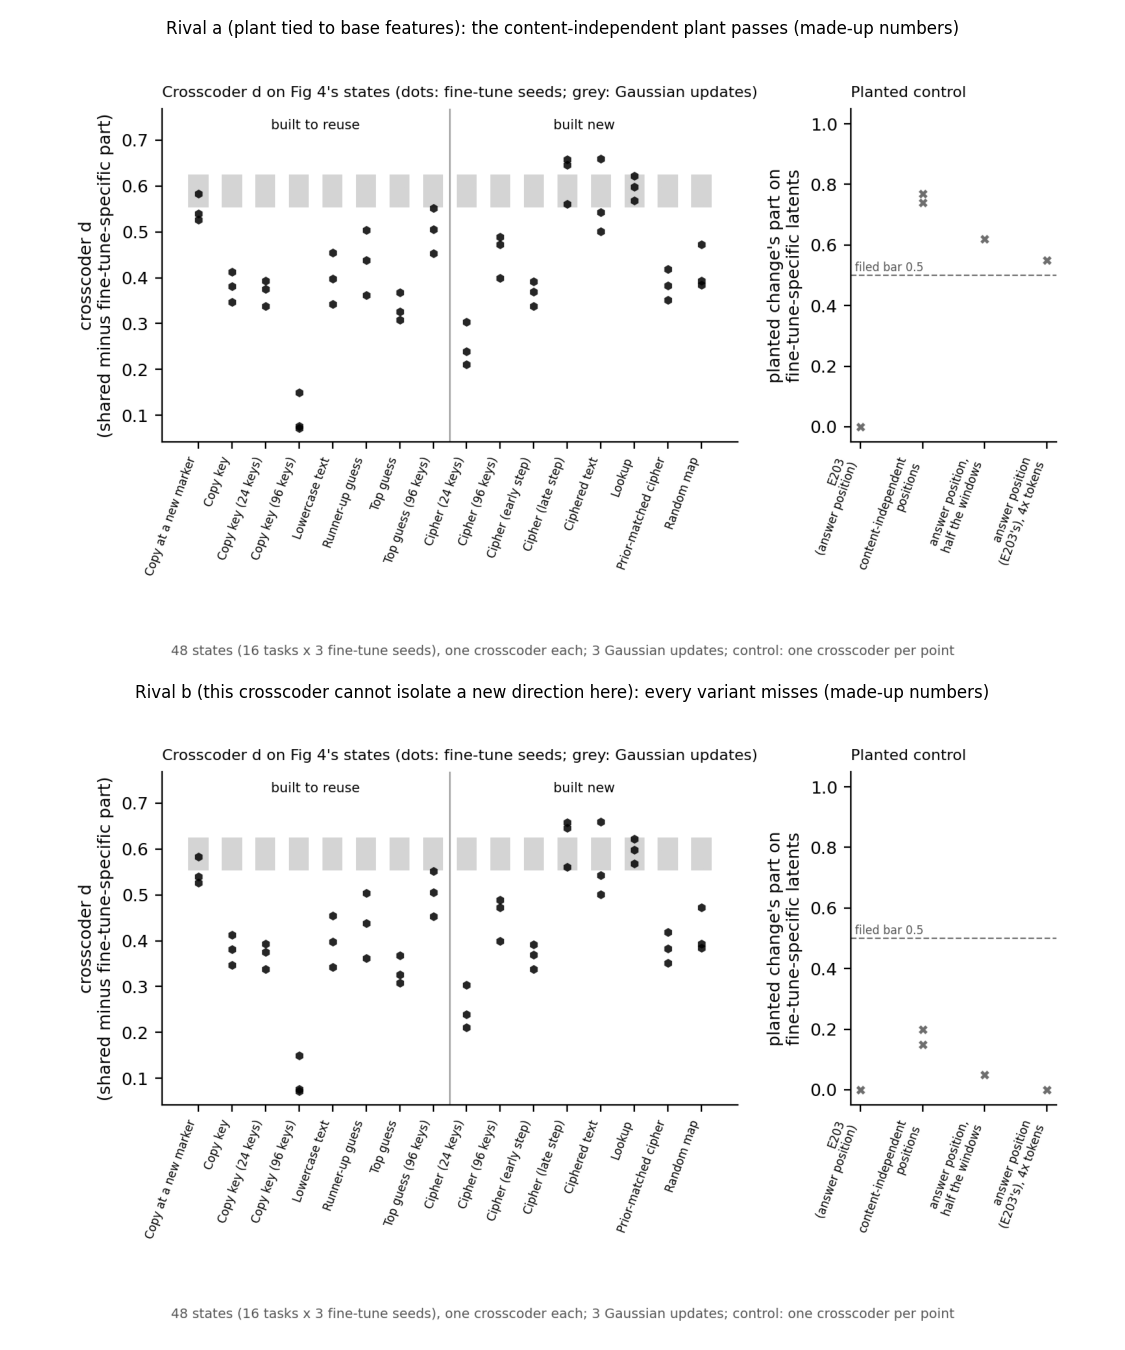 Rival a (plant tied to base features): the content-independent plant passes (made-up numbers)
Crosscoder d on Fig 4's states (dots: fine-tune seeds; grey: Gaussian updates)
built to reuse
built new
crosscoder d
(shared minus fine-tune-specific part)
0.7
0.6
0.5
0.4
0.3
0.2
0.1
Copy at a new marker
Copy key
Copy key (24 keys)
Copy key (96 keys)
Lowercase text
Runner-up guess
Top guess
Top guess (96 keys)
Cipher (24 keys)
Cipher (96 keys)
Cipher (early step)
Cipher (late step)
Ciphered text
Lookup
Prior-matched cipher
Random map
Planted control
planted change's part on
fine-tune-specific latents
1.0
0.8
0.6
0.4
0.2
0.0
filed bar 0.5
E203
(answer position)
content-independent
positions
answer position,
half the windows
answer position
(E203's), 4x tokens
48 states (16 tasks x 3 fine-tune seeds), one crosscoder each; 3 Gaussian updates; control: one crosscoder per point
Rival b (this crosscoder cannot isolate a new direction here): every variant misses (made-up numbers)
Crosscoder d on Fig 4's states (dots: fine-tune seeds; grey: Gaussian updates)
built to reuse
built new
crosscoder d
(shared minus fine-tune-specific part)
0.7
0.6
0.5
0.4
0.3
0.2
0.1
Copy at a new marker
Copy key
Copy key (24 keys)
Copy key (96 keys)
Lowercase text
Runner-up guess
Top guess
Top guess (96 keys)
Cipher (24 keys)
Cipher (96 keys)
Cipher (early step)
Cipher (late step)
Ciphered text
Lookup
Prior-matched cipher
Random map
Planted control
planted change's part on
fine-tune-specific latents
1.0
0.8
0.6
0.4
0.2
0.0
filed bar 0.5
E203
(answer position)
content-independent
positions
answer position,
half the windows
answer position
(E203's), 4x tokens
48 states (16 tasks x 3 fine-tune seeds), one crosscoder each; 3 Gaussian updates; control: one crosscoder per point